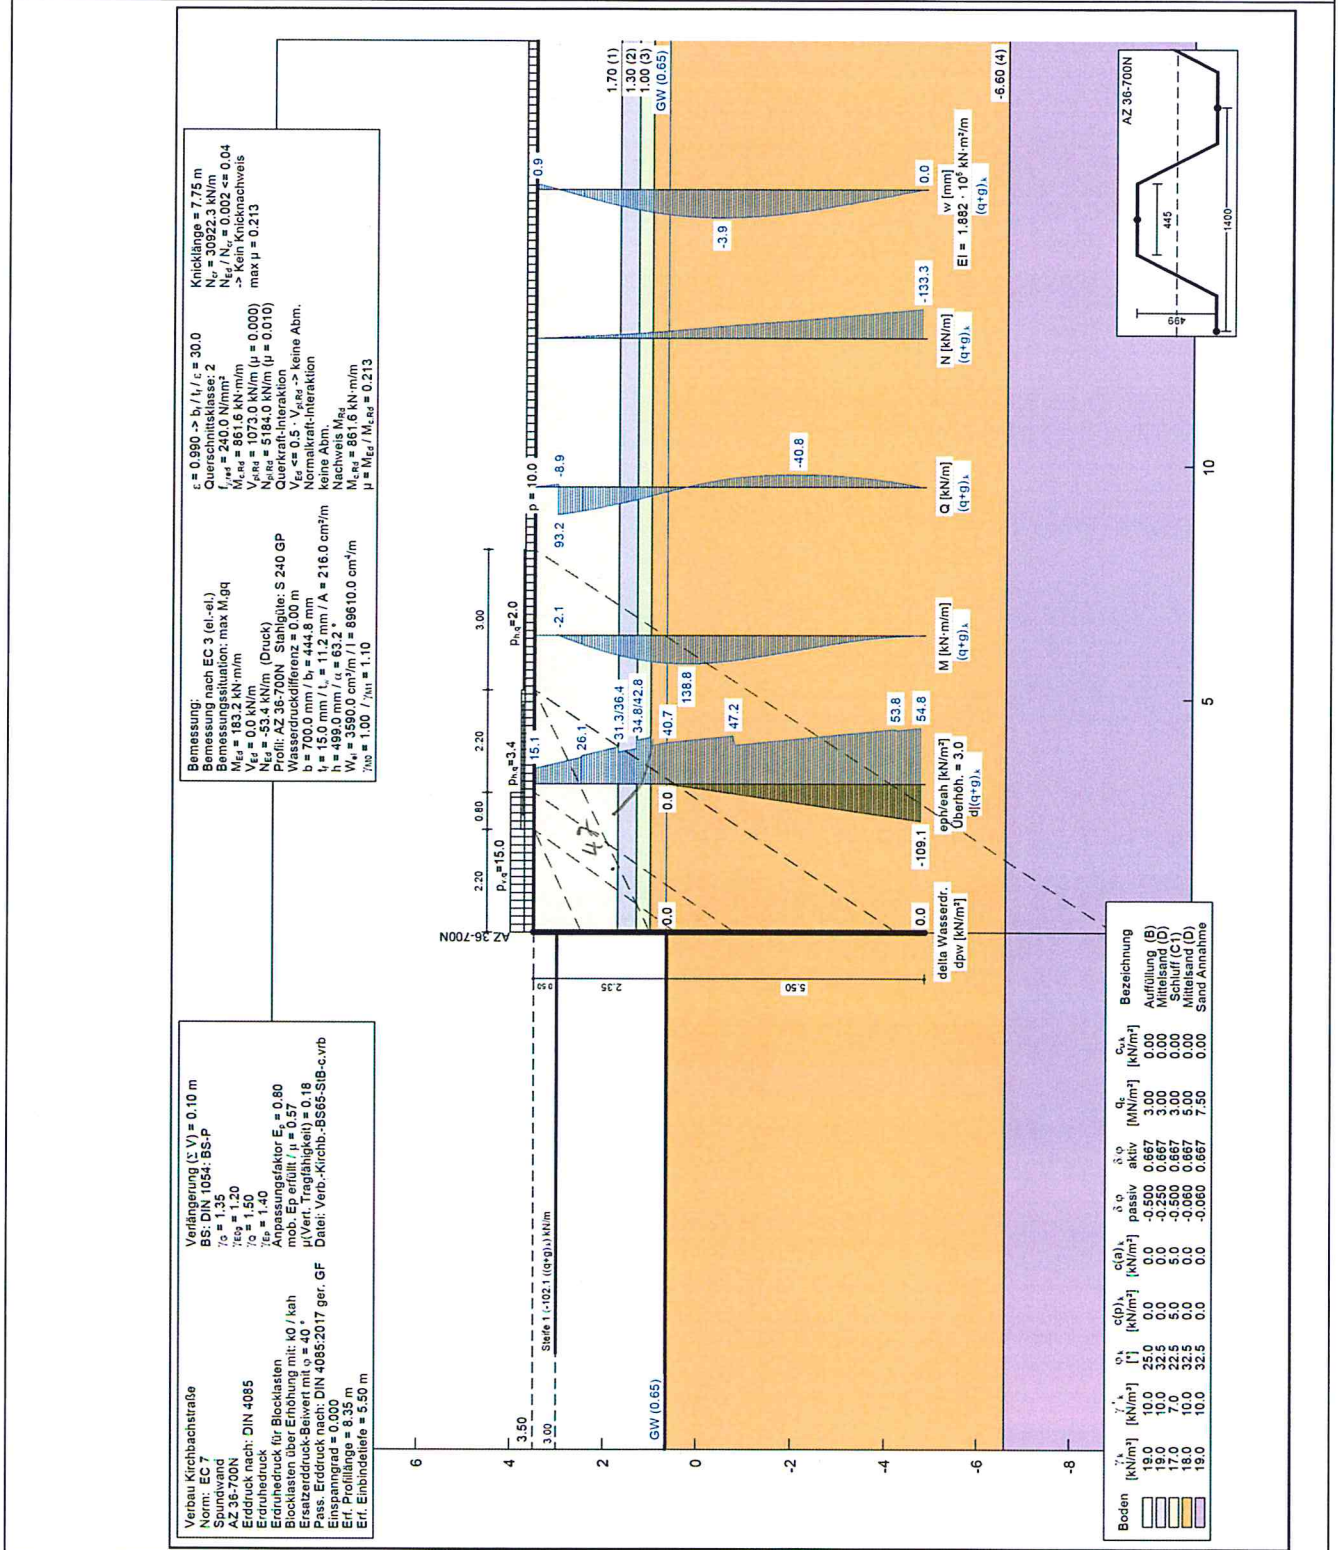 Verbau Kirchbachstraße
Norm: EC 7
Spundwand
AZ 36-700N
Erddruck nach: DIN 4085
Erdruhedruck
Erdruhedruck für Blocklasten
Blocklasten über Erhöhung mit: k0 / kah
Ersatzerddruck-Beiwert mit φ = 40 °
Pass. Erddruck nach: DIN 4085:2017 ger. GF
Einspanngrad = 0.000
Erf. Profillänge = 8.35 m
Erf. Einbindetiefe = 5.50 m
Verlängerung (Σ V) = 0.10 m
BS: DIN 1054: BS-P
γG = 1.35
γE0g = 1.20
γQ = 1.50
γEp = 1.40
Anpassungsfaktor Ep = 0.80
mob. Ep erfüllt / μ = 0.57
μ(Vert. Tragfähigkeit) = 0.18
Datei: Verb.-Kirchb.-BS65-StB-c.vrb
Bemessung:
Bemessung nach EC 3 (el.-el.)
Bemessungssituation: max M,gq
MEd = 183.2 kN·m/m
VEd = 0.0 kN/m
NEd = -53.4 kN/m (Druck)
Profil: AZ 36-700N Stahlgüte: S 240 GP
Wasserdruckdifferenz = 0.00 m
b = 700.0 mm / bf = 444.8 mm
tf = 15.0 mm / tw = 11.2 mm / A = 216.0 cm²/m
h = 499.0 mm / α = 63.2 °
Wel = 3590.0 cm³/m / I = 89610.0 cm⁴/m
γM0 = 1.00 / γM1 = 1.10
ε = 0.990 -> bf / tf / ε = 30.0
Querschnittsklasse: 2
fy,red = 240.0 N/mm²
Mc,Rd = 861.6 kN·m/m
Vpl,Rd = 1073.0 kN/m (μ = 0.000)
Npl,Rd = 5184.0 kN/m (μ = 0.010)
Querkraft-Interaktion
VEd <= 0.5 · Vpl,Rd -> keine Abm.
Normalkraft-Interaktion
keine Abm.
Nachweis MRd
Mc,Rd = 861.6 kN·m/m
μ = MEd / Mc,Rd = 0.213
Knicklänge = 7.75 m
Ncr = 30922.3 kN/m
NEd / Ncr = 0.002 <= 0.04
-> Kein Knicknachweis
max μ = 0.213
AZ 36-700N
2.20
0.80
2.20
3.00
pv,q=15.0
ph,q=3.4
ph,q=2.0
p = 10.0
3.50
3.00
GW (0.65)
Steife 1 (-102.1 ((q+g)k) kN/m
0.50
2.35
5.50
.47
15.1
26.1
31.3/36.4
34.8/42.8
40.7
47.2
53.8
54.8
0.0
-109.1
0.0
0.0
-2.1
138.8
93.2
-8.9
-40.8
-133.3
0.9
-3.9
0.0
1.70 (1)
1.30 (2)
1.00 (3)
GW (0.65)
-6.60 (4)
delta Wasserdr.
dpw [kN/m²]
eph/eah [kN/m²]
Überhöh. = 3.0
d|(q+g)k
M [kN·m/m]
(q+g)k
Q [kN/m]
(q+g)k
N [kN/m]
(q+g)k
w [mm]
(q+g)k
EI = 1.882 · 10⁵ kN·m²/m
4
2
0
-2
-4
-6
-8
5
10
AZ 36-700N
499
445
1400
Boden γk [kN/m³] γ'k [kN/m³] φk [°] c(p)k [kN/m²] c(a)k [kN/m²] δ/φ passiv δ/φ aktiv qc [MN/m²] cu,k [kN/m²] Bezeichnung
19.0 10.0 25.0 0.0 0.0 -0.500 0.667 3.00 0.00 Auffüllung (B)
19.0 10.0 32.5 0.0 0.0 -0.250 0.667 3.00 0.00 Mittelsand (D)
17.0 7.0 22.5 5.0 5.0 -0.500 0.667 3.00 0.00 Schluff (C1)
18.0 10.0 32.5 0.0 0.0 -0.060 0.667 5.00 0.00 Mittelsand (D)
19.0 10.0 32.5 0.0 0.0 -0.060 0.667 7.50 0.00 Sand Annahme